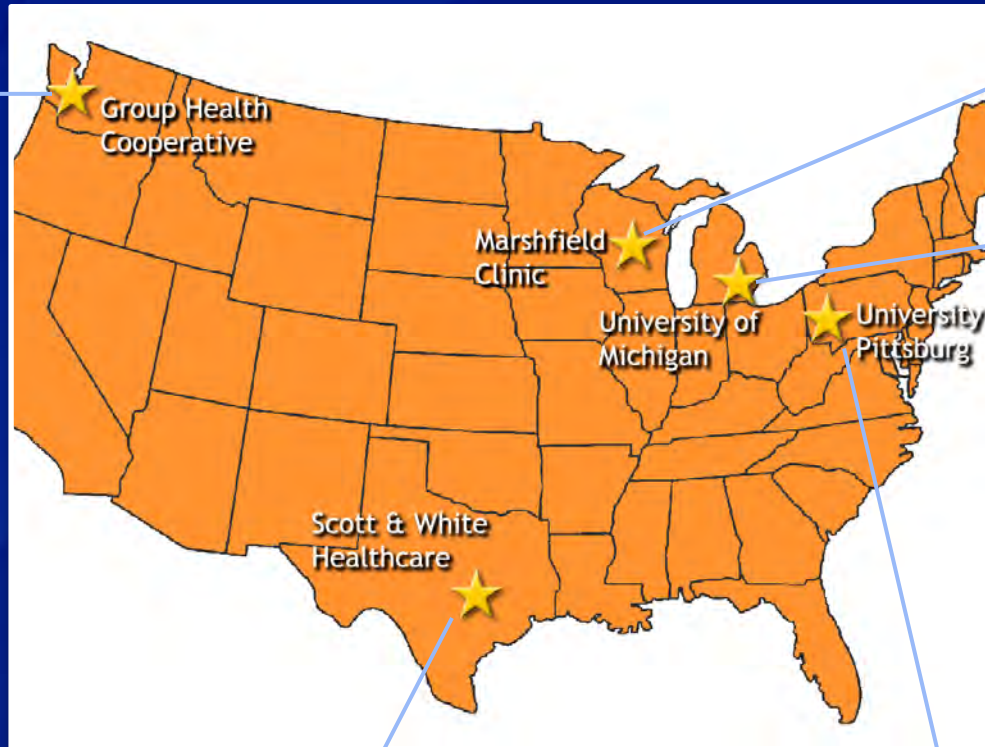 Group Health
Cooperative
Marshfield
Clinic
University of
Michigan
University
Pittsburg
Scott & White
Healthcare